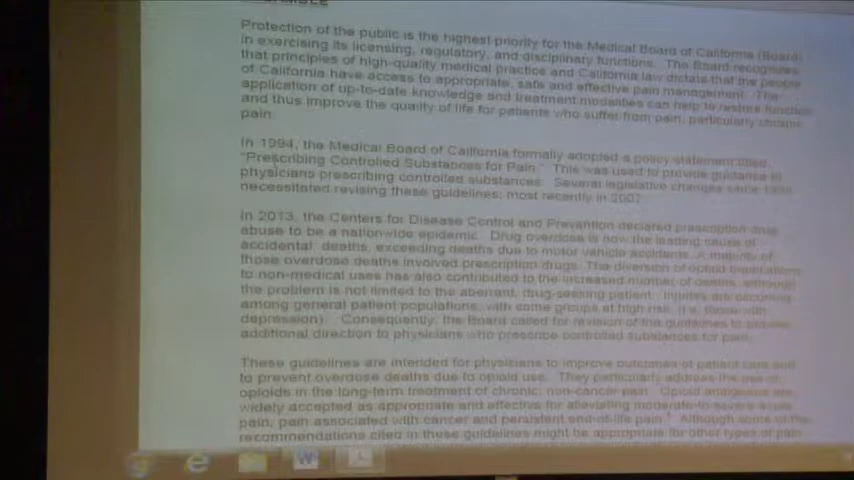 Protection of the public is the highest priority for the Medical Board of California (Board)
in exercising its licensing, regulatory, and disciplinary functions. The Board recognizes
that principles of high-quality medical practice and California law dictate that the people
of California have access to appropriate, safe and effective pain management. The
application of up-to-date knowledge and treatment modalities can help to restore function
and thus improve the quality of life for patients who suffer from pain, particularly chronic
pain.
In 1994, the Medical Board of California formally adopted a policy statement titled,
"Prescribing Controlled Substances for Pain." This was used to provide guidance to
physicians prescribing controlled substances. Several legislative changes since
necessitated revising these guidelines; most recently in 2007.
In 2013, the Centers for Disease Control and Prevention declared prescription drug
abuse to be a nationwide epidemic. Drug overdose is now the leading cause of
accidental deaths, exceeding deaths due to motor vehicle accidents. A majority of
those overdose deaths involved prescription drugs. The diversion of opioid medications
to non-medical uses has also contributed to the increased number of deaths, although
the problem is not limited to the aberrant, drug-seeking patient. Injuries are occurring
among general patient populations, with some groups at high risk, (i.e. those with
depression). Consequently, the Board called for revision of the guidelines to provide
additional direction to physicians who prescribe controlled substances for pain.
These guidelines are intended for physicians to improve outcomes of patient care and
to prevent overdose deaths due to opioid use. They particularly address the use of
opioids in the long-term treatment of chronic, non-cancer pain. Opioid analgesics are
widely accepted as appropriate and effective for alleviating moderate-to-severe acute
pain, pain associated with cancer and persistent end-of-life pain. Although some of the
recommendations cited in these guidelines might be appropriate for other types of pain